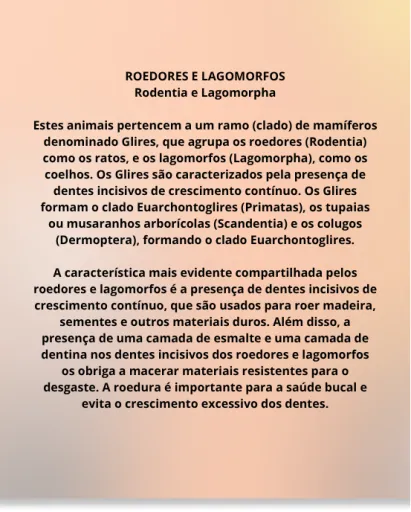 ROEDORES E LAGOMORFOS
Rodentia e Lagomorpha
Estes animais pertencem a um ramo (clado) de mamíferos
denominado Glires, que agrupa os roedores (Rodentia)
como os ratos, e os lagomorfos (Lagomorpha), como os
coelhos. Os Glires são caracterizados pela presença de
dentes incisivos de crescimento contínuo. Os Glires
formam o clado Euarchontoglires (Primatas), os tupaias
ou musaranhos arborícolas (Scandentia) e os colugos
(Dermoptera), formando o clado Euarchontoglires.
A característica mais evidente compartilhada pelos
roedores e lagomorfos é a presença de dentes incisivos de
crescimento contínuo, que são usados para roer madeira,
sementes e outros materiais duros. Além disso, a
presença de uma camada de esmalte e uma camada de
dentina nos dentes incisivos dos roedores e lagomorfos
os obriga a macerar materiais resistentes para o
desgaste. A roedura é importante para a saúde bucal e
evita o crescimento excessivo dos dentes.